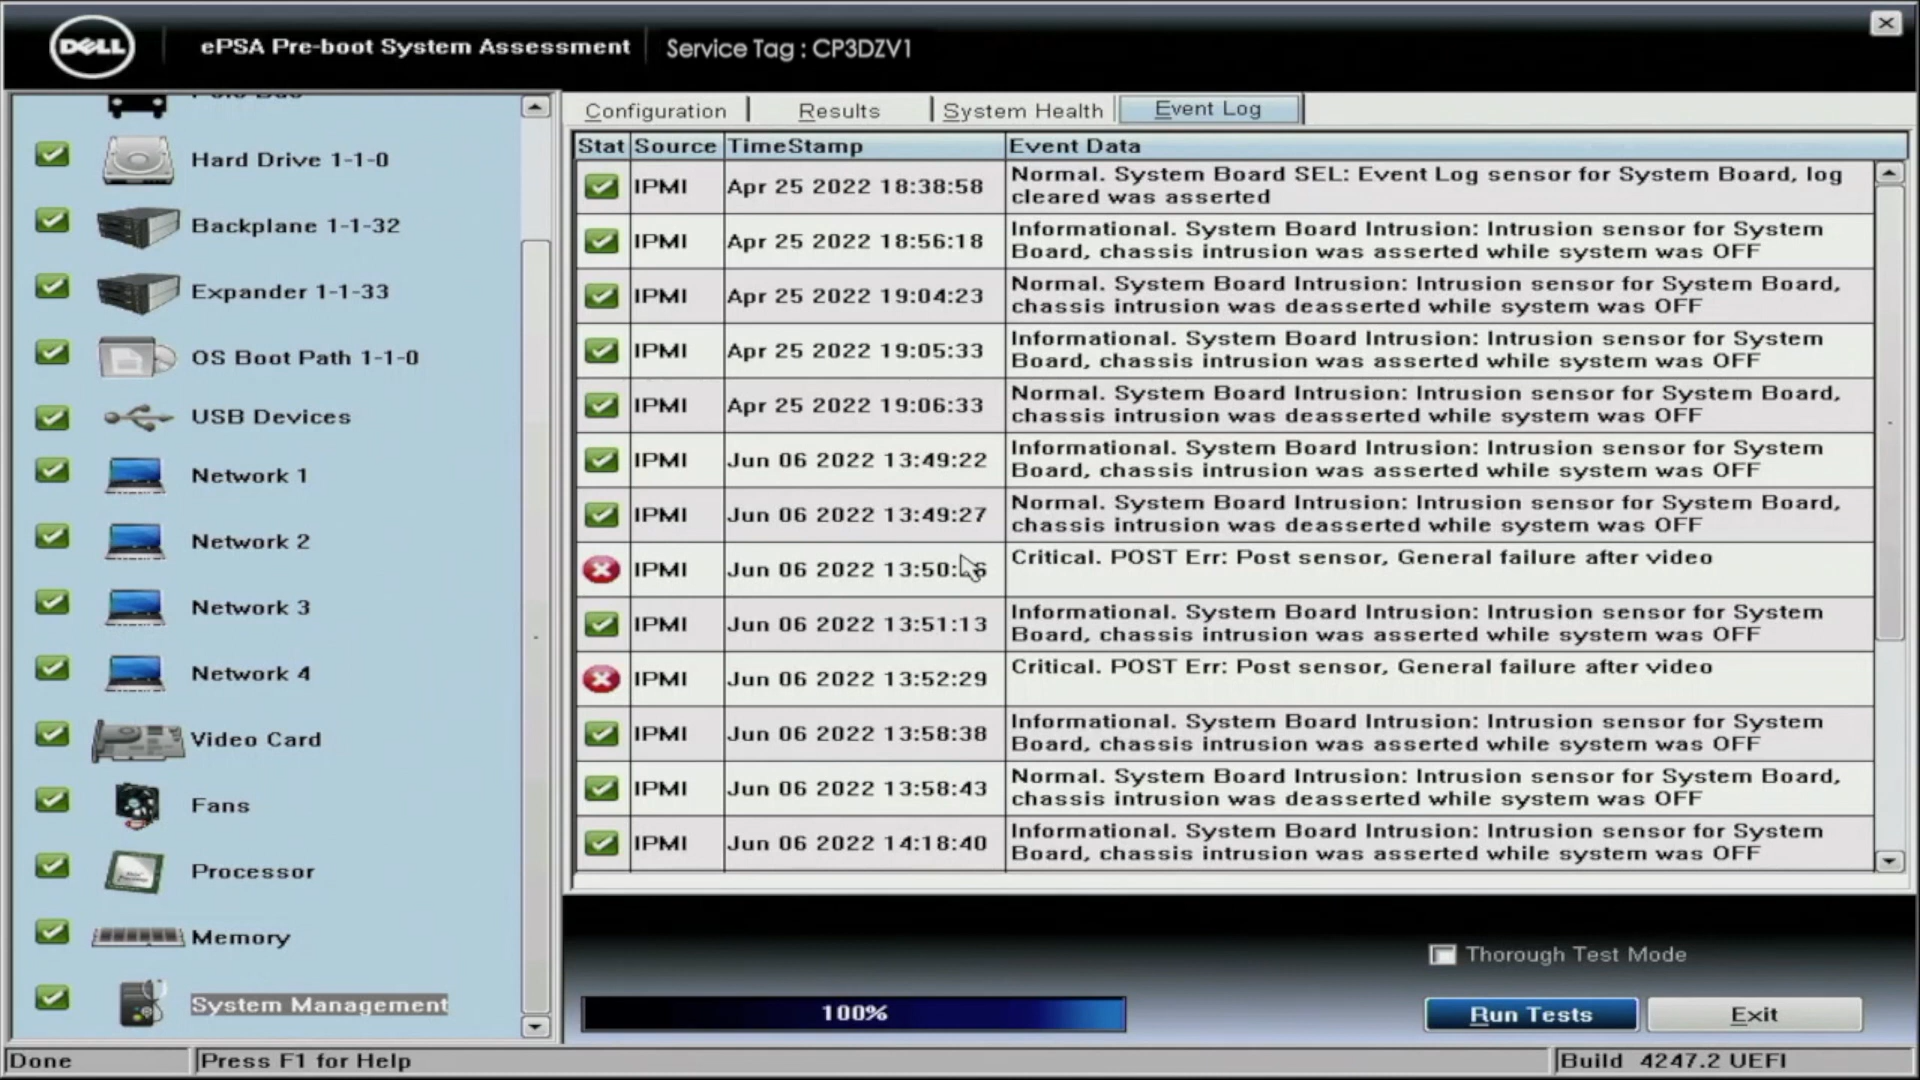 DELL
ePSA Pre-boot System Assessment
Service Tag : CP3DZV1
Hard Drive 1-1-0
Backplane 1-1-32
Expander 1-1-33
OS Boot Path 1-1-0
USB Devices
Network 1
Network 2
Network 3
Network 4
Video Card
Fans
Processor
Memory
System Management
Configuration
Results
System Health
Event Log
Stat Source TimeStamp Event Data
IPMI Apr 25 2022 18:38:58 Normal. System Board SEL: Event Log sensor for System Board, log
cleared was asserted
IPMI Apr 25 2022 18:56:18 Informational. System Board Intrusion: Intrusion sensor for System
Board, chassis intrusion was asserted while system was OFF
IPMI Apr 25 2022 19:04:23 Normal. System Board Intrusion: Intrusion sensor for System Board,
chassis intrusion was deasserted while system was OFF
IPMI Apr 25 2022 19:05:33 Informational. System Board Intrusion: Intrusion sensor for System
Board, chassis intrusion was asserted while system was OFF
IPMI Apr 25 2022 19:06:33 Normal. System Board Intrusion: Intrusion sensor for System Board,
chassis intrusion was deasserted while system was OFF
IPMI Jun 06 2022 13:49:22 Informational. System Board Intrusion: Intrusion sensor for System
Board, chassis intrusion was asserted while system was OFF
IPMI Jun 06 2022 13:49:27 Normal. System Board Intrusion: Intrusion sensor for System Board,
chassis intrusion was deasserted while system was OFF
IPMI Jun 06 2022 Critical. POST Err: Post sensor, General failure after video
IPMI Jun 06 2022 13:51:13 Informational. System Board Intrusion: Intrusion sensor for System
Board, chassis intrusion was asserted while system was OFF
IPMI Jun 06 2022 13:52:29 Critical. POST Err: Post sensor, General failure after video
IPMI Jun 06 2022 13:58:38 Informational. System Board Intrusion: Intrusion sensor for System
Board, chassis intrusion was asserted while system was OFF
IPMI Jun 06 2022 13:58:43 Normal. System Board Intrusion: Intrusion sensor for System Board,
chassis intrusion was deasserted while system was OFF
IPMI Jun 06 2022 14:18:40 Informational. System Board Intrusion: Intrusion sensor for System
Board, chassis intrusion was asserted while system was OFF
Thorough Test Mode
100%
Run Tests
Exit
Done
Press F1 for Help
Build 4247.2 UEFI